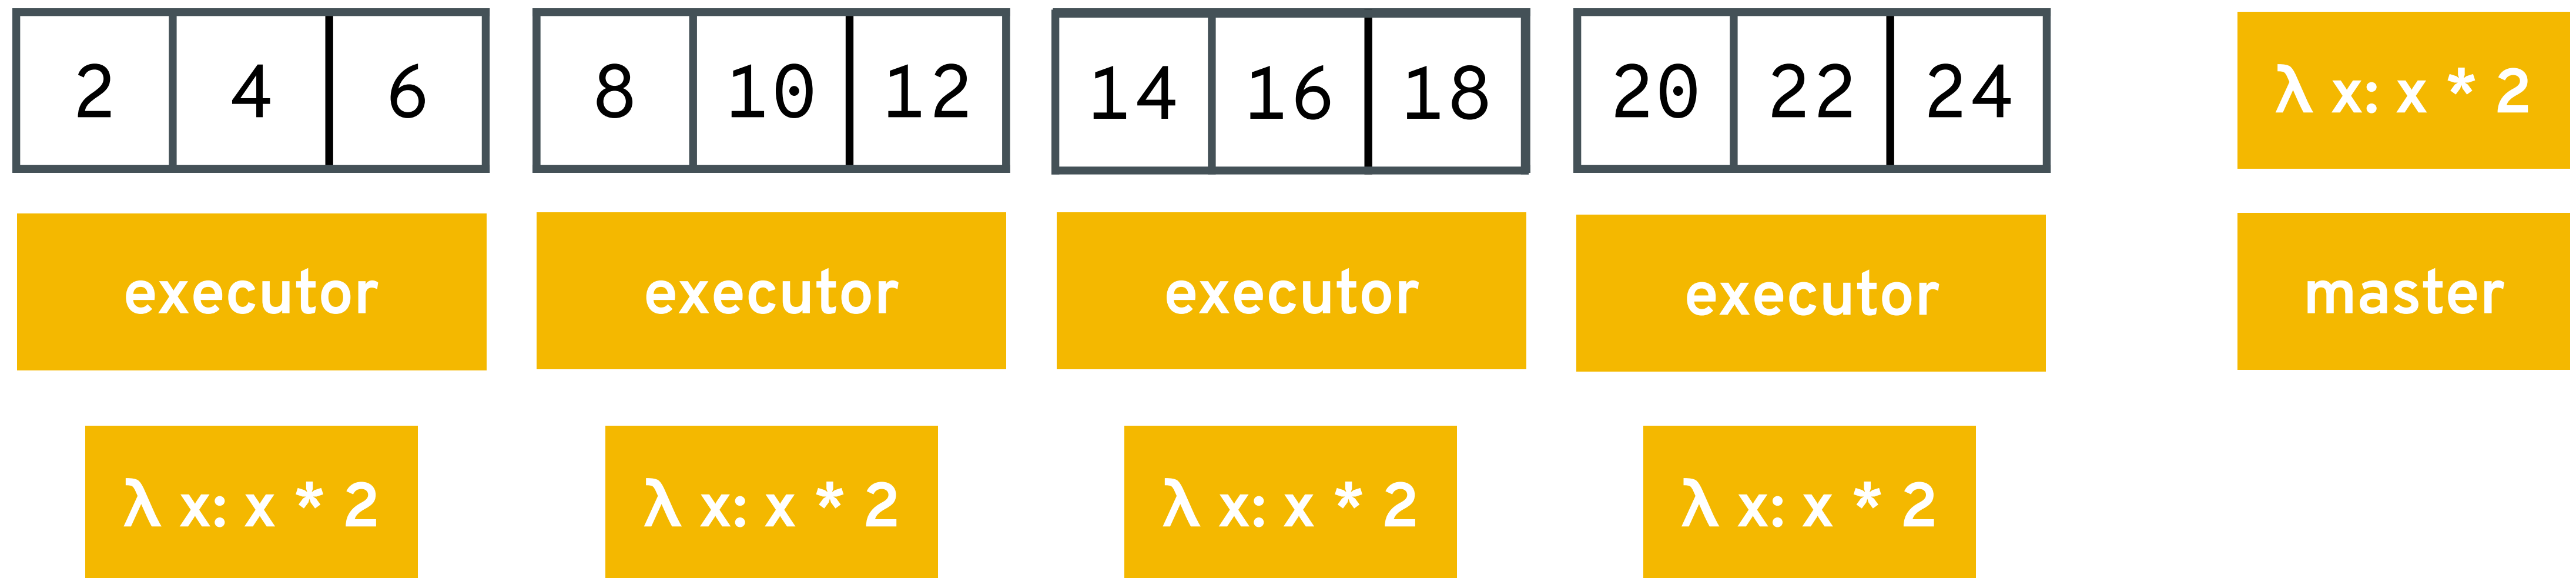 2 4 6 8 10 12 14 16 18 20 22 24 λ x: x * 2
executor executor executor executor master
λ x: x * 2 λ x: x * 2 λ x: x * 2 λ x: x * 2